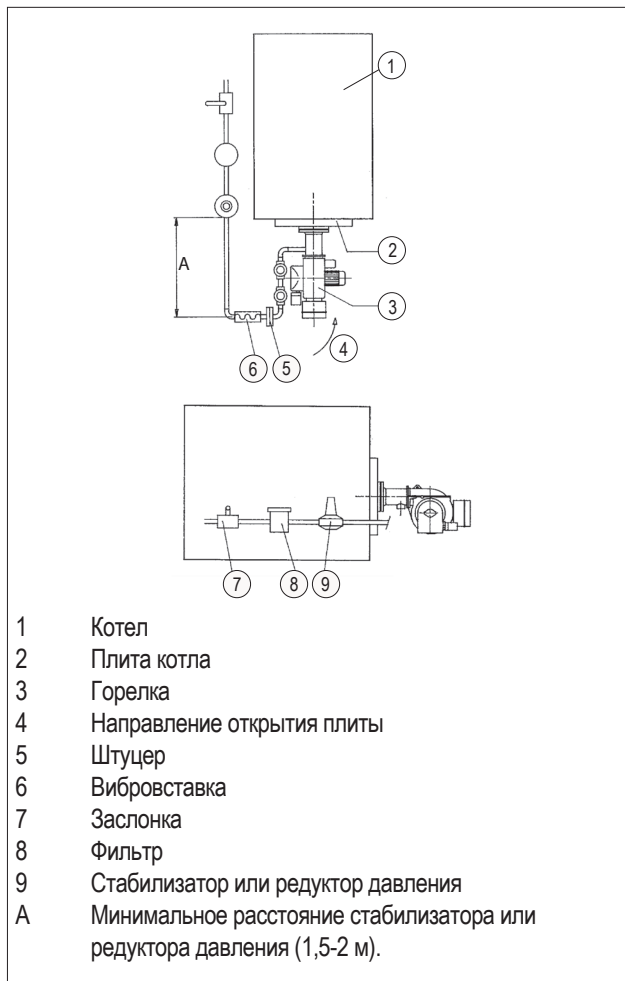 1
2
A
3
4
6
5
7
8
9
1 Котел
2 Плита котла
3 Горелка
4 Направление открытия плиты
5 Штуцер
6 Вибровставка
7 Заслонка
8 Фильтр
9 Стабилизатор или редуктор давления
A Минимальное расстояние стабилизатора или
редуктора давления (1,5-2 м).